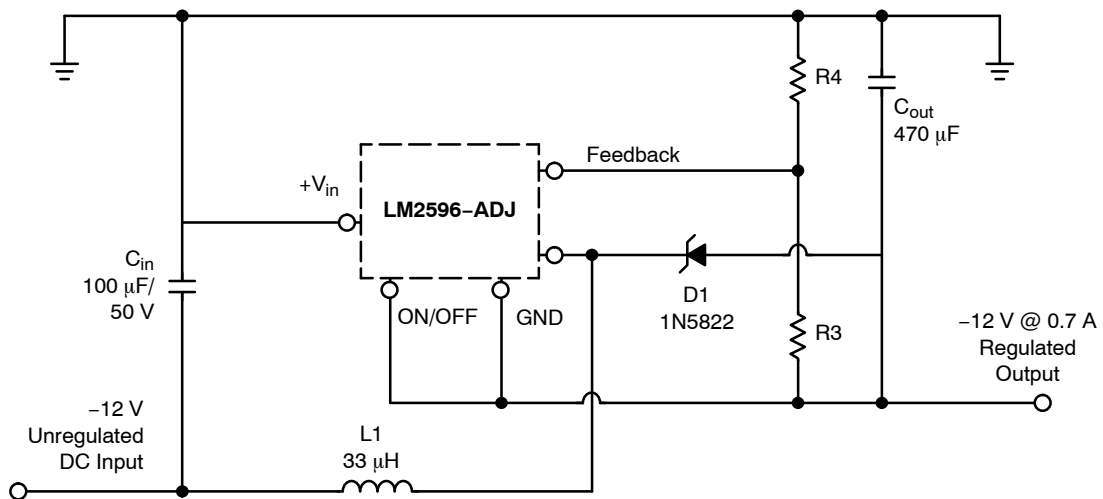 R4
C_out
470 μF
Feedback
+V_in
LM2596–ADJ
C_in
100 μF/
50 V
ON/OFF
GND
D1
1N5822
R3
–12 V @ 0.7 A
Regulated
Output
–12 V
Unregulated
DC Input
L1
33 μH